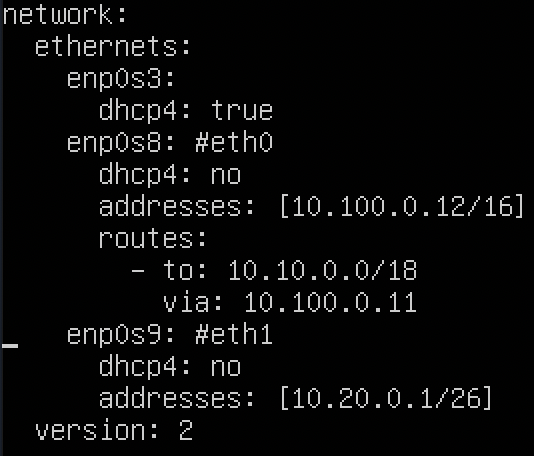 network:
  ethernets:
    enp0s3:
      dhcp4: true
    enp0s8: #eth0
      dhcp4: no
      addresses: [10.100.0.12/16]
      routes:
        - to: 10.10.0.0/18
          via: 10.100.0.11
    enp0s9: #eth1
      dhcp4: no
      addresses: [10.20.0.1/26]
  version: 2